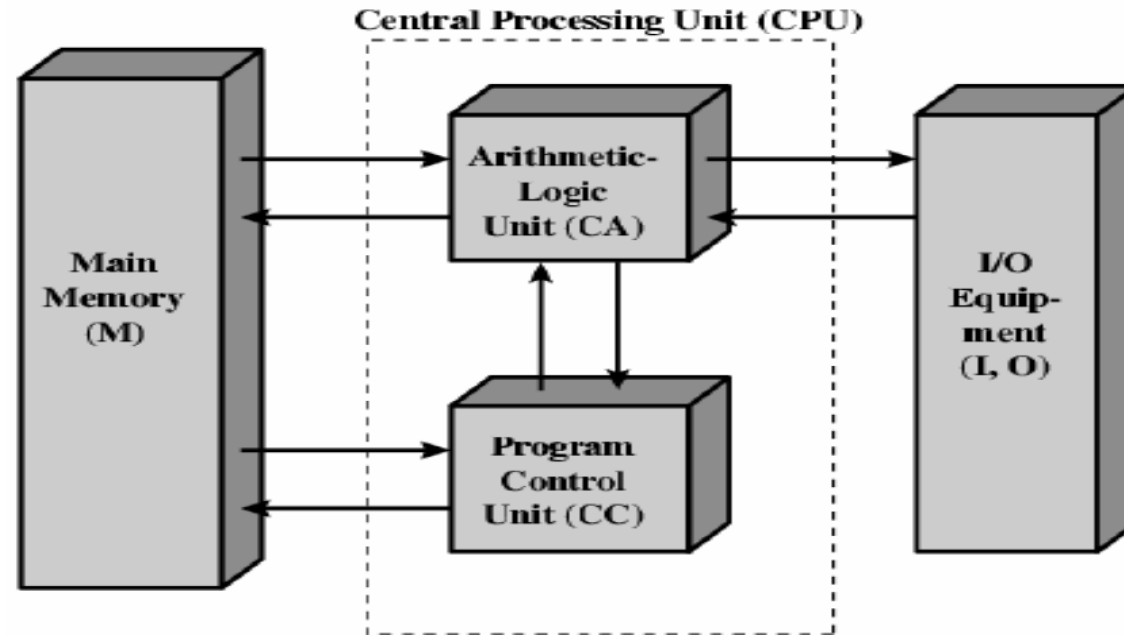 Central Processing Unit (CPU)
Main
Memory
(M)
Arithmetic-
Logic
Unit (CA)
Program
Control
Unit (CC)
I/O
Equip-
ment
(I, O)